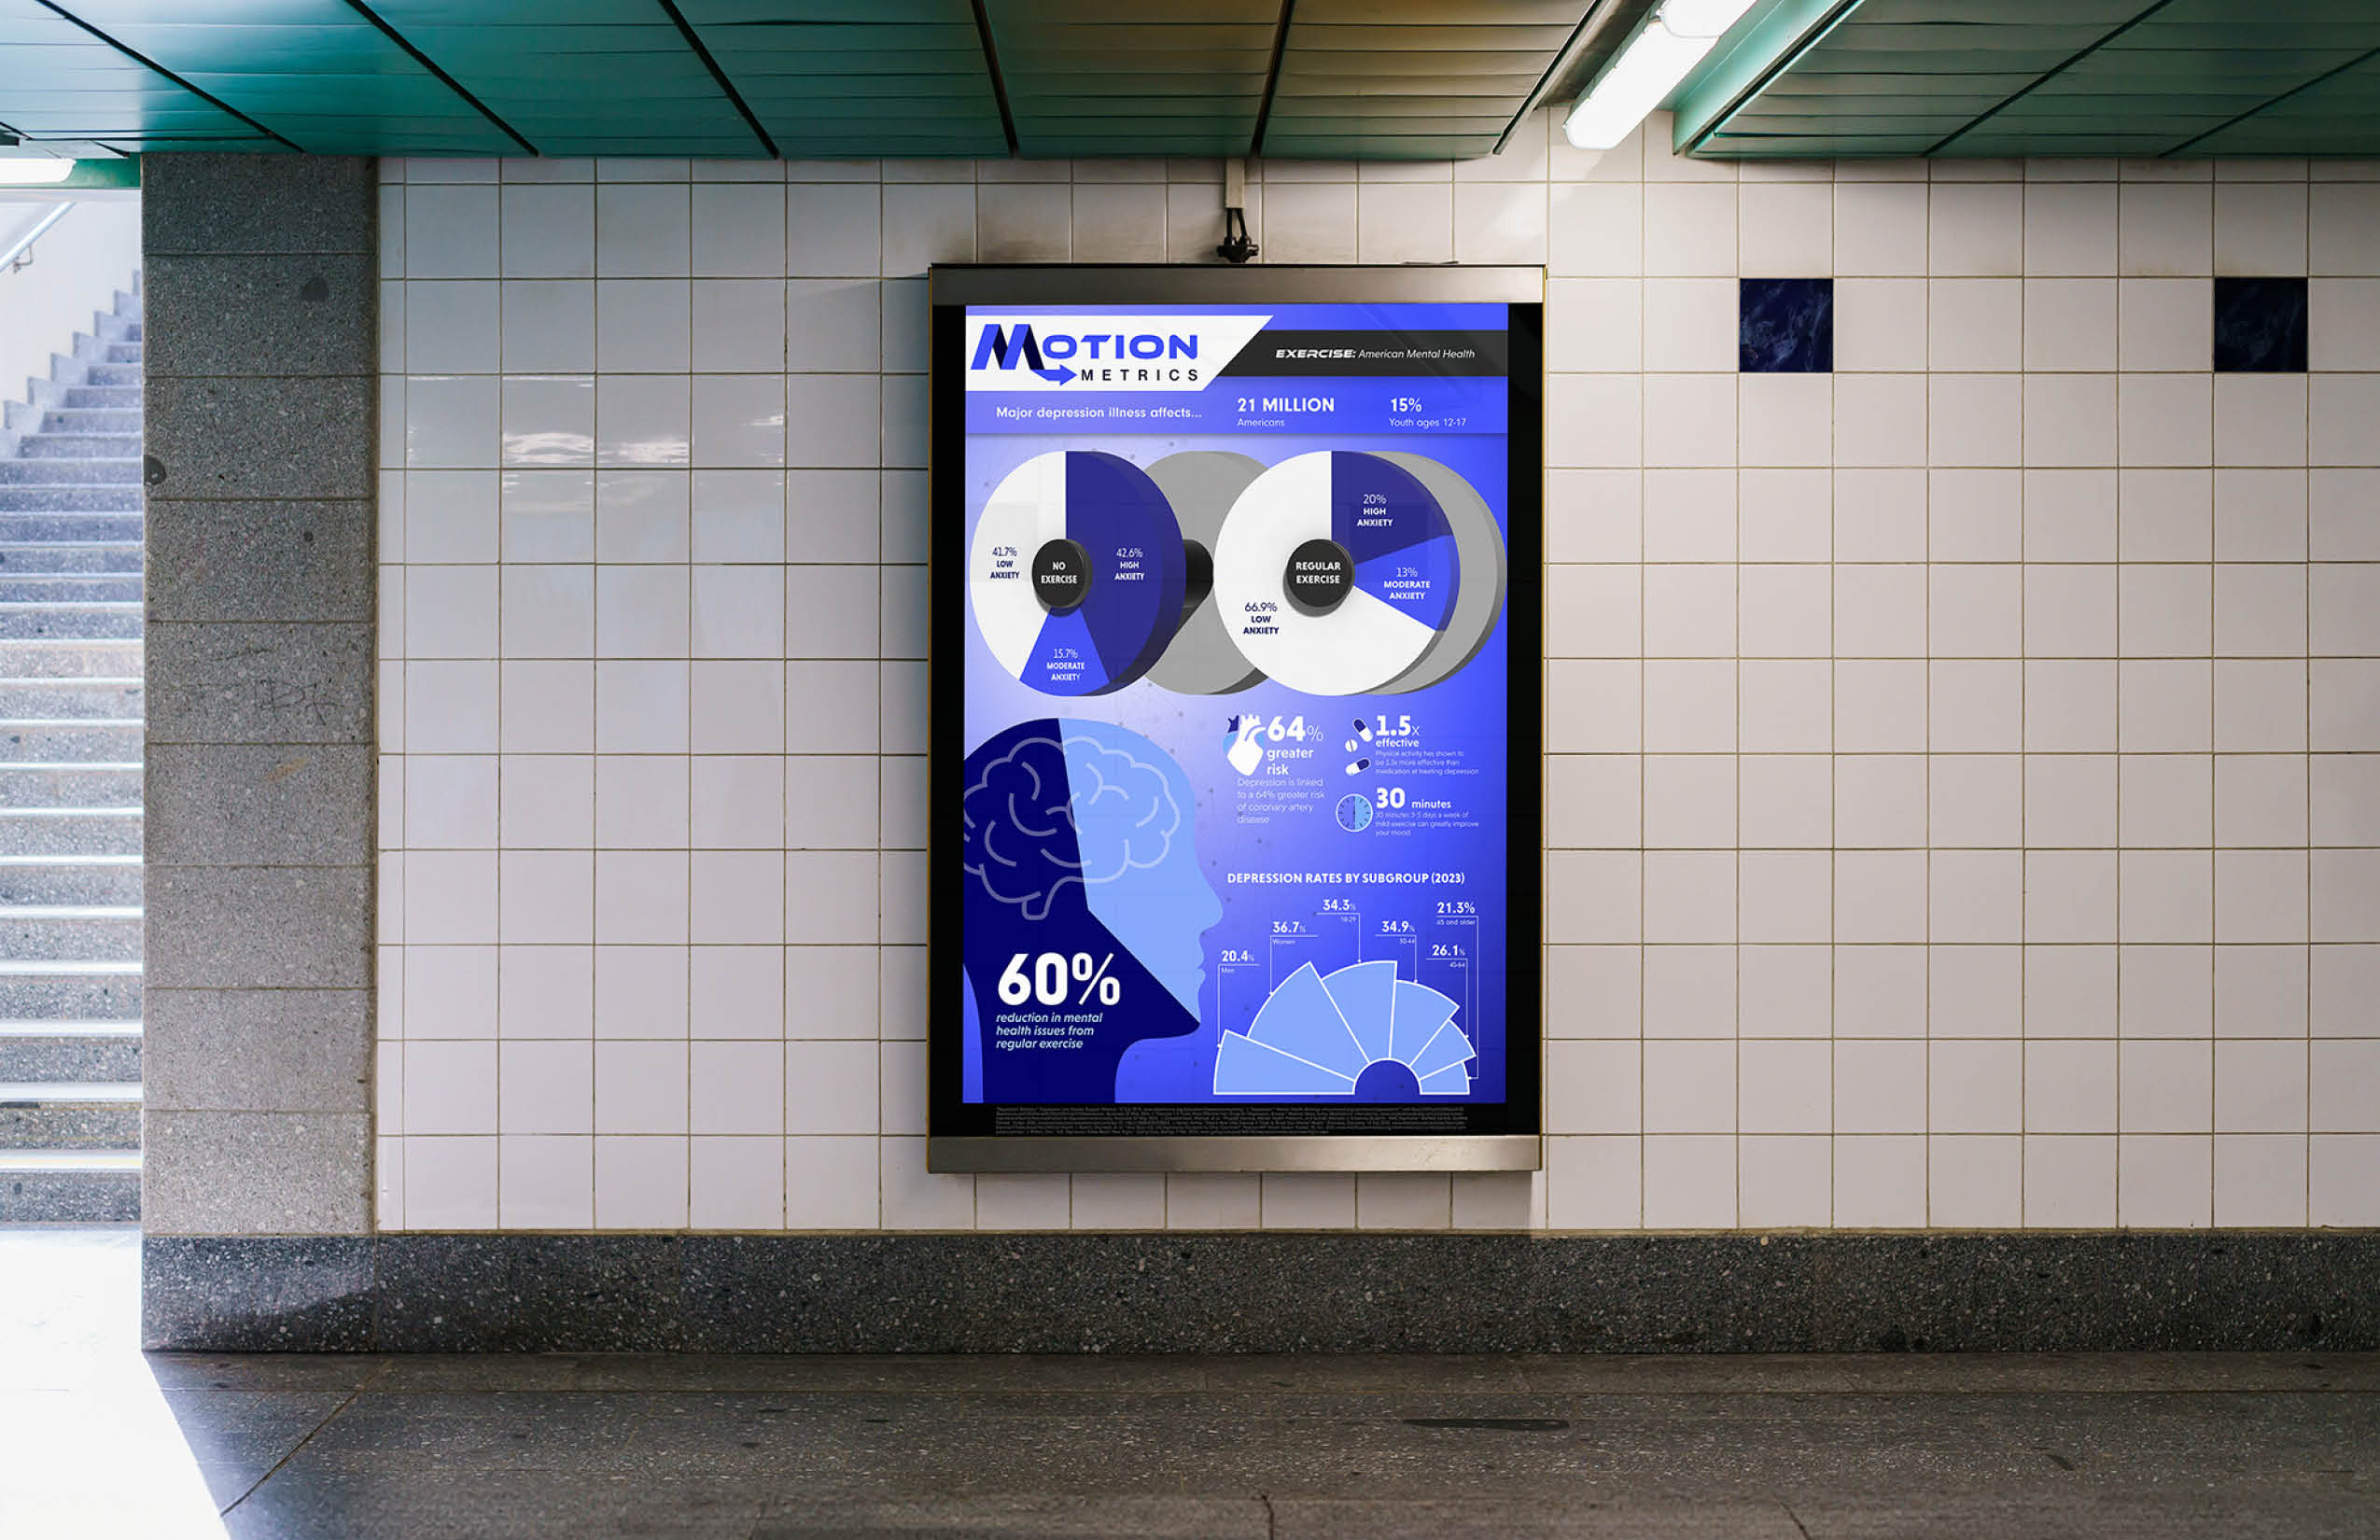 MOTION
METRICS
EXERCISE: American Mental Health
Major depression illness affects...
21 MILLION
Americans
15%
Youth ages 12-17
41.7%
LOW
ANXIETY
NO
EXERCISE
42.6%
HIGH
ANXIETY
15.7%
MODERATE
ANXIETY
REGULAR
EXERCISE
20%
HIGH
ANXIETY
13%
MODERATE
ANXIETY
66.9%
LOW
ANXIETY
64%
greater
risk
Depression is linked
to a 64% greater risk
of coronary artery
disease
1.5x
effective
Physical activity has shown to
be 1.5x more effective than
medication at treating depression
30 minutes
30 minutes 3-5 days a week of
mild exercise can greatly improve
your mood
60%
reduction in mental
health issues from
regular exercise
DEPRESSION RATES BY SUBGROUP (2023)
20.4%
Men
36.7%
Women
34.3%
18-29
34.9%
30-44
26.1%
45-64
21.3%
65 and older